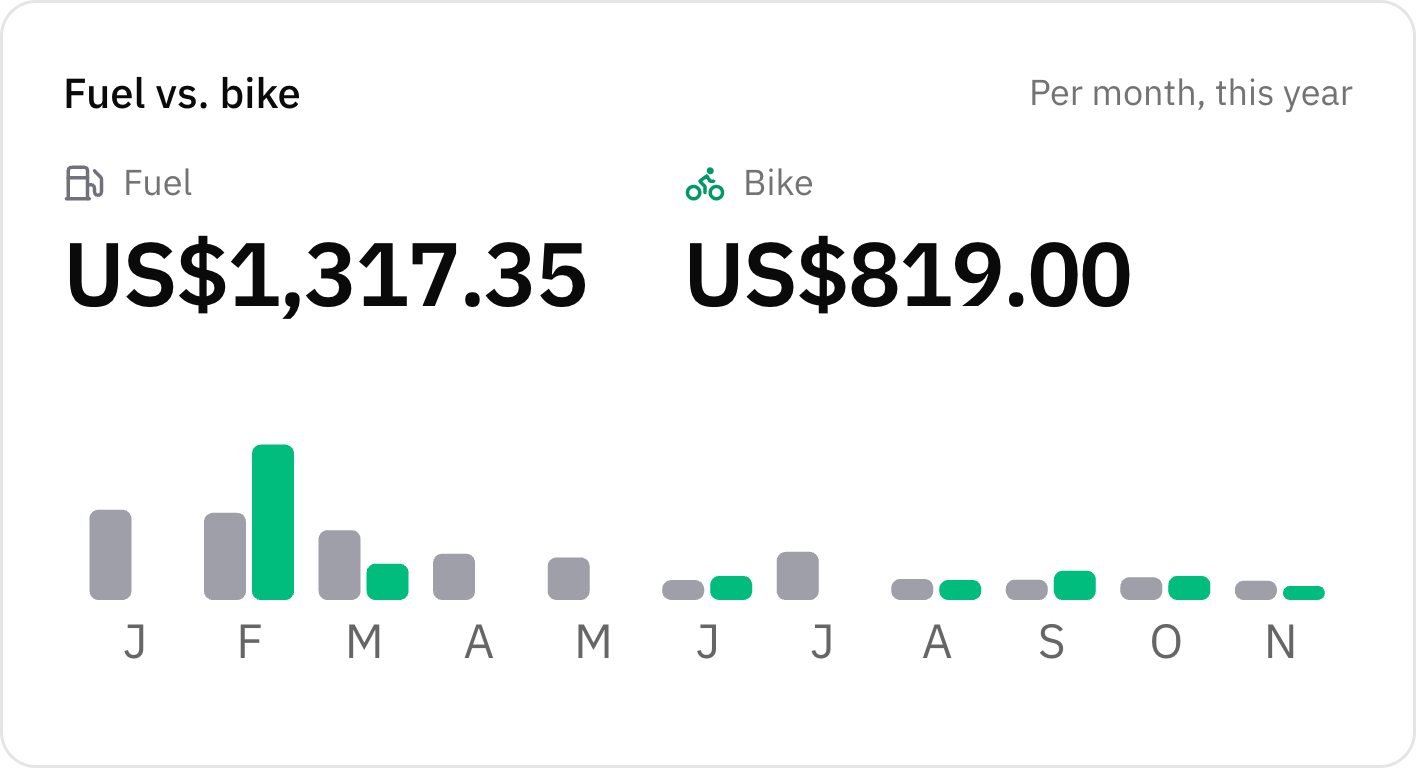 Fuel vs. bike
Per month, this year
Fuel
Bike
US$1,317.35
US$819.00
J F M A M J J A S O N